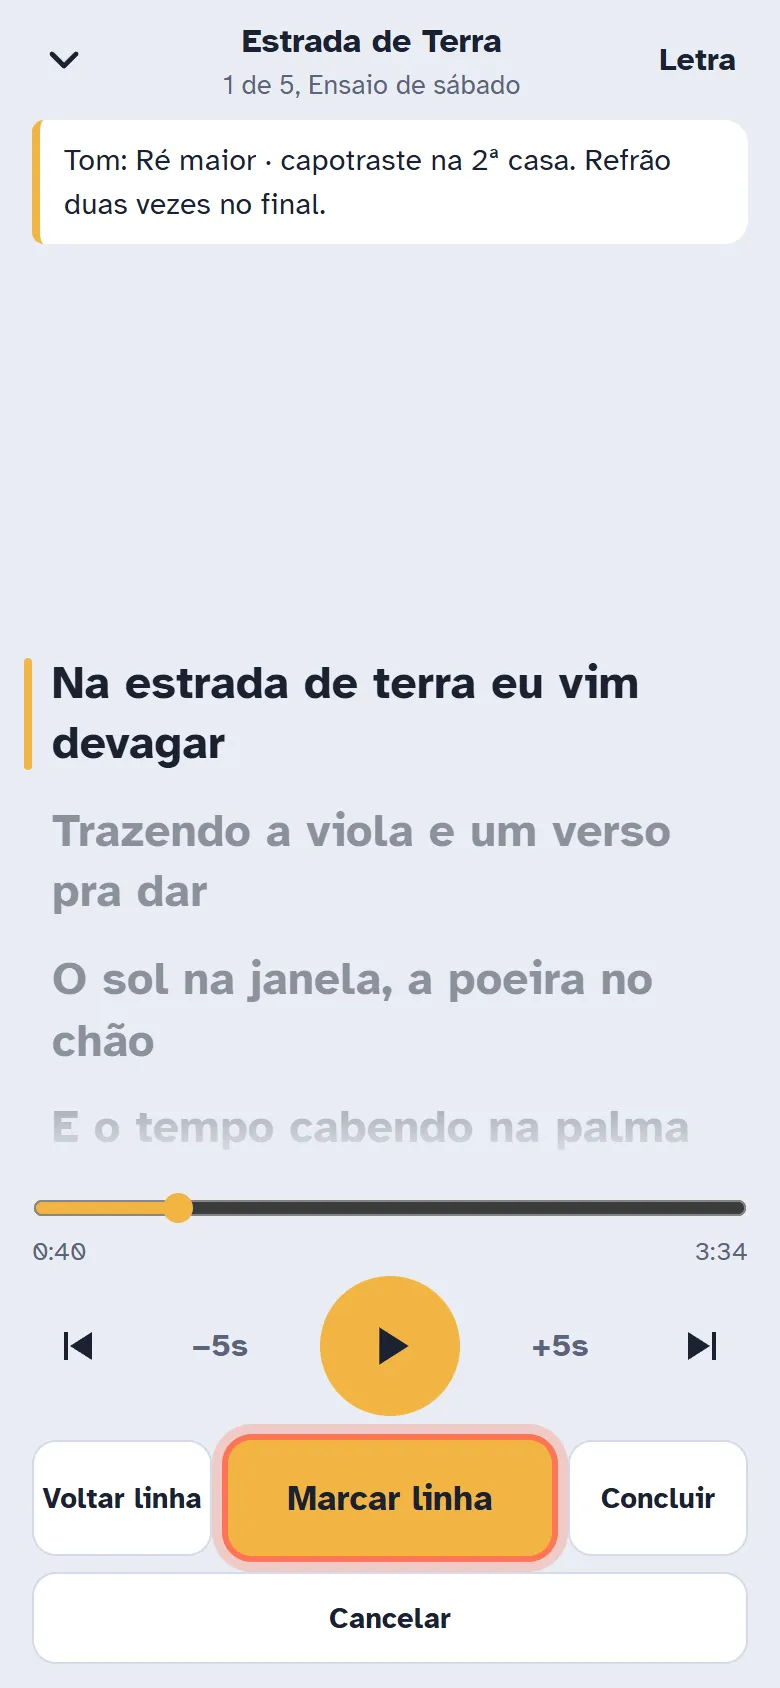 Estrada de Terra
1 de 5, Ensaio de sábado
Letra
Tom: Ré maior · capotraste na 2ª casa. Refrão
duas vezes no final.
Na estrada de terra eu vim
devagar
Trazendo a viola e um verso
pra dar
O sol na janela, a poeira no
chão
E o tempo cabendo na palma
0:40
3:34
–5s
+5s
Voltar linha
Marcar linha
Concluir
Cancelar